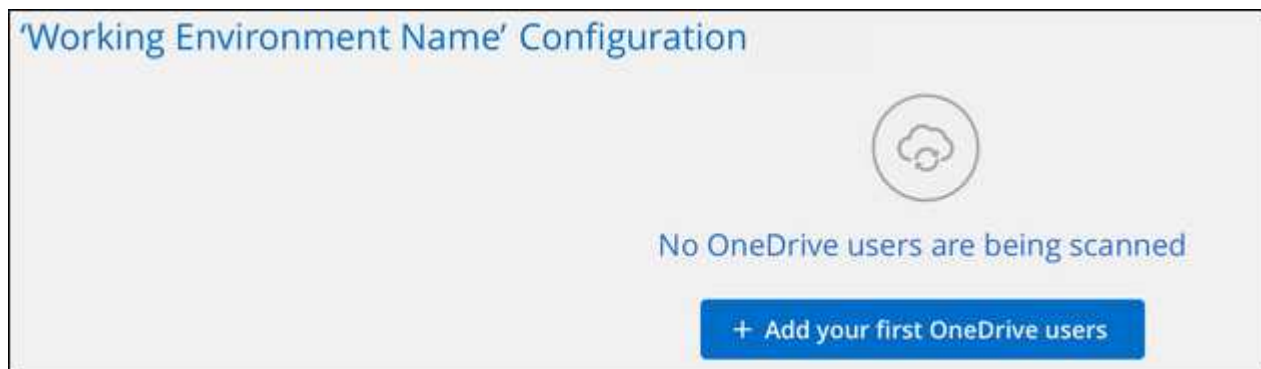 ‘Working Environment Name’ Configuration
No OneDrive users are being scanned
+ Add your first OneDrive users